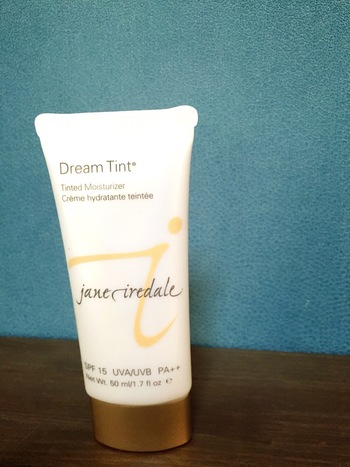 Dream Tint®
Tinted Moisturizer
Crème hydratante teintée
jane iredale
SPF 15 UVA/UVB PA++
Net Wt. 50 ml/1.7 fl oz ℮